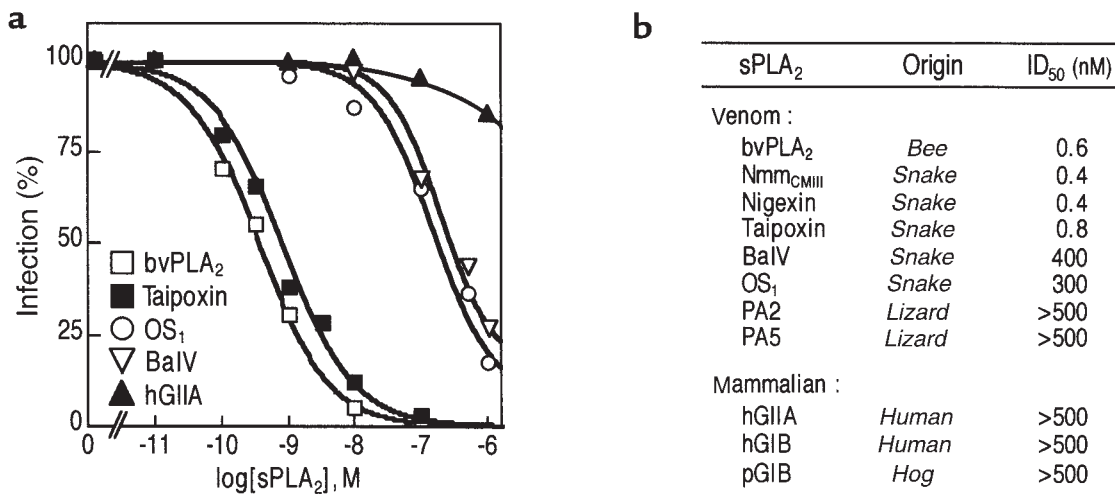 a
Infection (%)
100
75
50
25
0
□ bvPLA₂
■ Taipoxin
○ OS₁
▽ BaIV
▲ hGIIA
0 -11 -10 -9 -8 -7 -6
log[sPLA₂], M
b
sPLA₂ Origin ID₅₀ (nM)
Venom :
bvPLA₂ Bee 0.6
Nmm_CMIII Snake 0.4
Nigexin Snake 0.4
Taipoxin Snake 0.8
BaIV Snake 400
OS₁ Snake 300
PA2 Lizard >500
PA5 Lizard >500
Mammalian :
hGIIA Human >500
hGIB Human >500
pGIB Hog >500